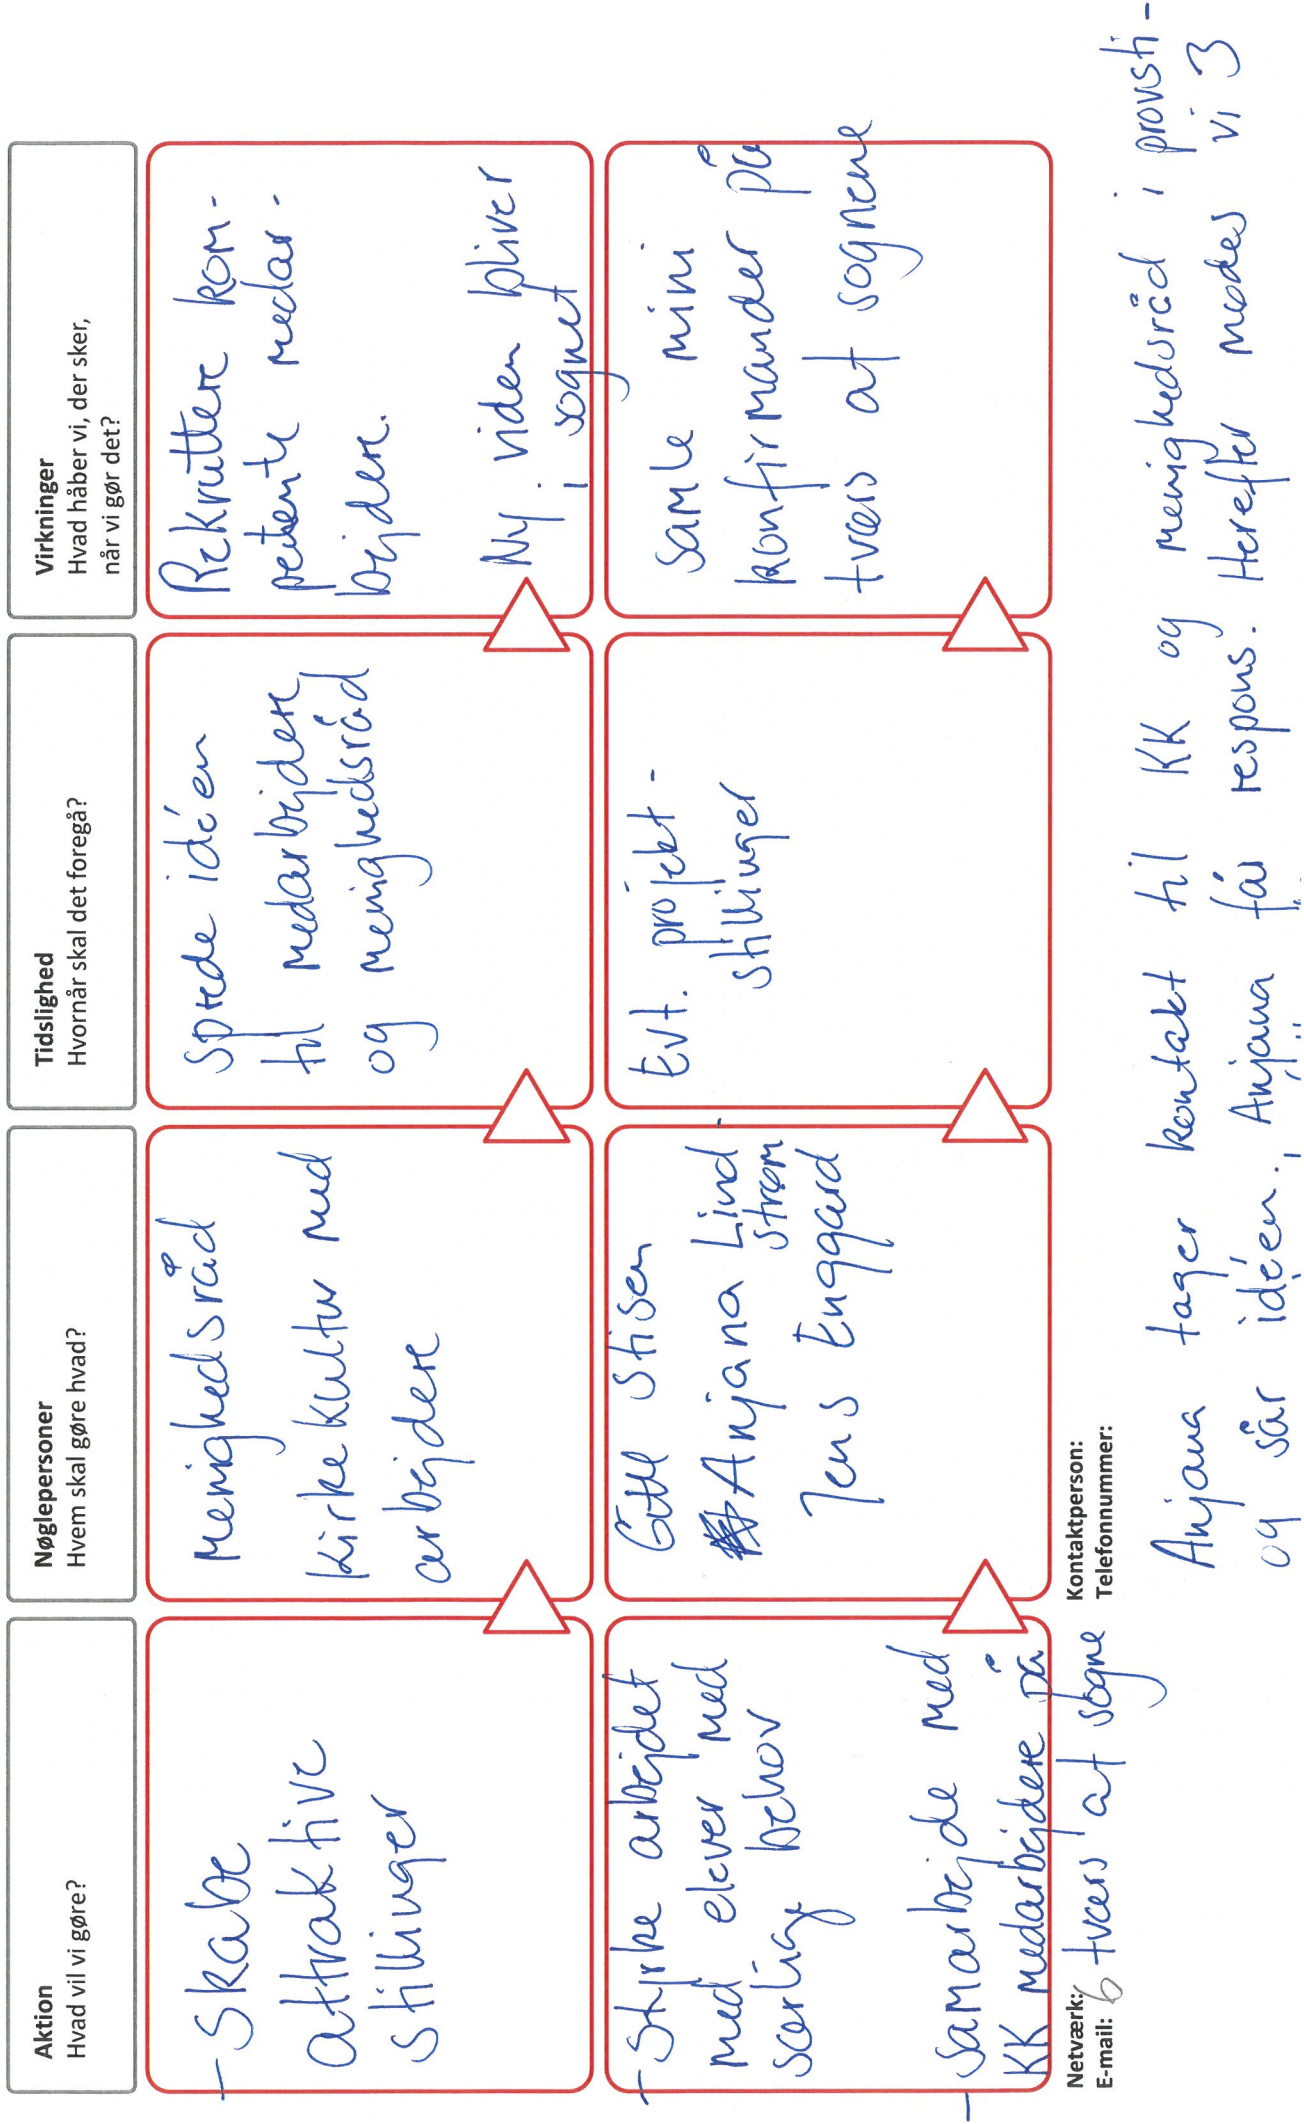 Aktion
Hvad vil vi gøre?
Nøglepersoner
Hvem skal gøre hvad?
Tidslighed
Hvornår skal det foregå?
Virkninger
Hvad håber vi, der sker,
når vi gør det?
- Skabe
attraktive
stillinger
Menighedsråd
Kirkekultur med
arbejdere
Sprede idéen
til medarbejdere
og menighedsråd
Rekruttere kom-
petente medar-
bejdere.
Ny viden bliver
i sognet
- Styrke arbejdet
med elever med
særlige behov
- samarbejde med
KK medarbejdere på
tværs af sogne
Stisen
Anjana Lind-
strøm
Jens Enggard
Evt. projekt-
stillinger
Samle mini
konfirmander på
tværs af sognene
Netværk:
E-mail: 6
Kontaktperson:
Telefonnummer:
Anjana tager kontakt til KK og menighedsråd i provsti-
og sår idéen. Anjana får respons. Herefter mødes vi 3